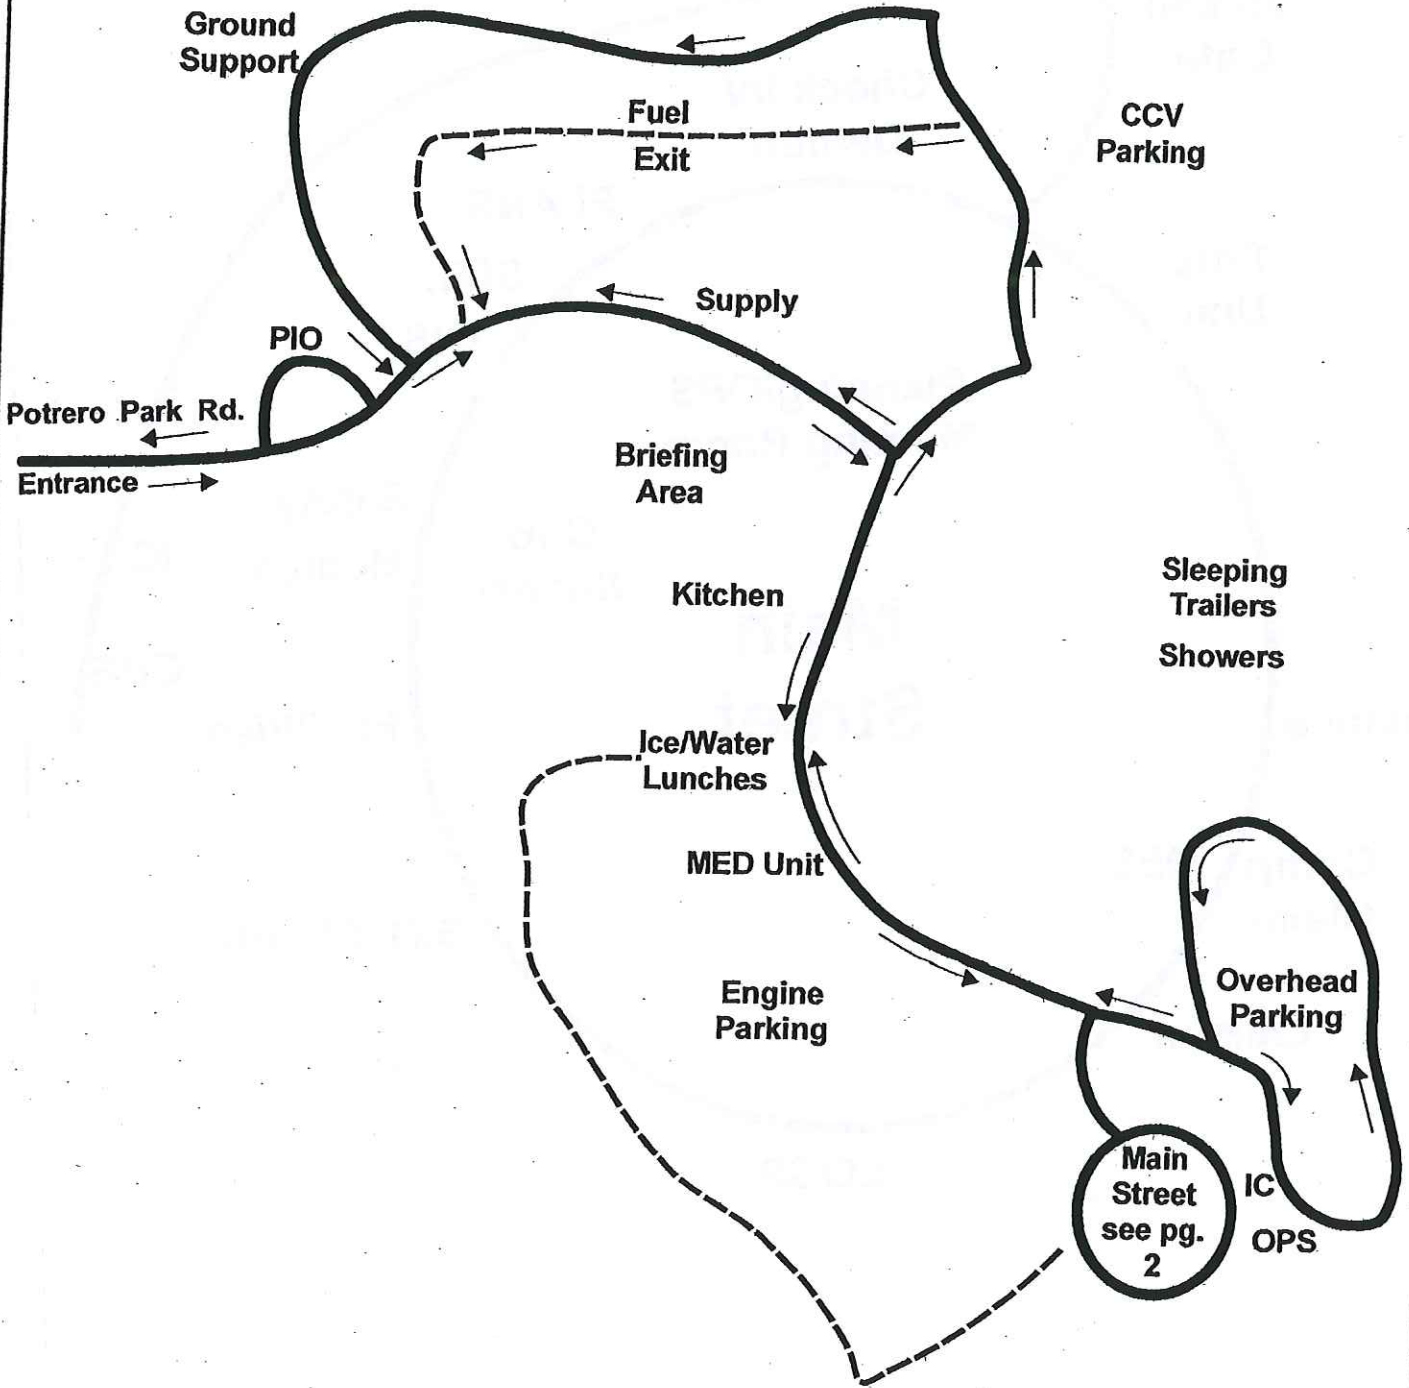 Ground
Support
Fuel
Exit
CCV
Parking
Supply
PIO
Potrero Park Rd.
Entrance
Briefing
Area
Kitchen
Sleeping
Trailers
Showers
Ice/Water
Lunches
MED Unit
Engine
Parking
Overhead
Parking
Main
Street
see pg.
2
IC
OPS